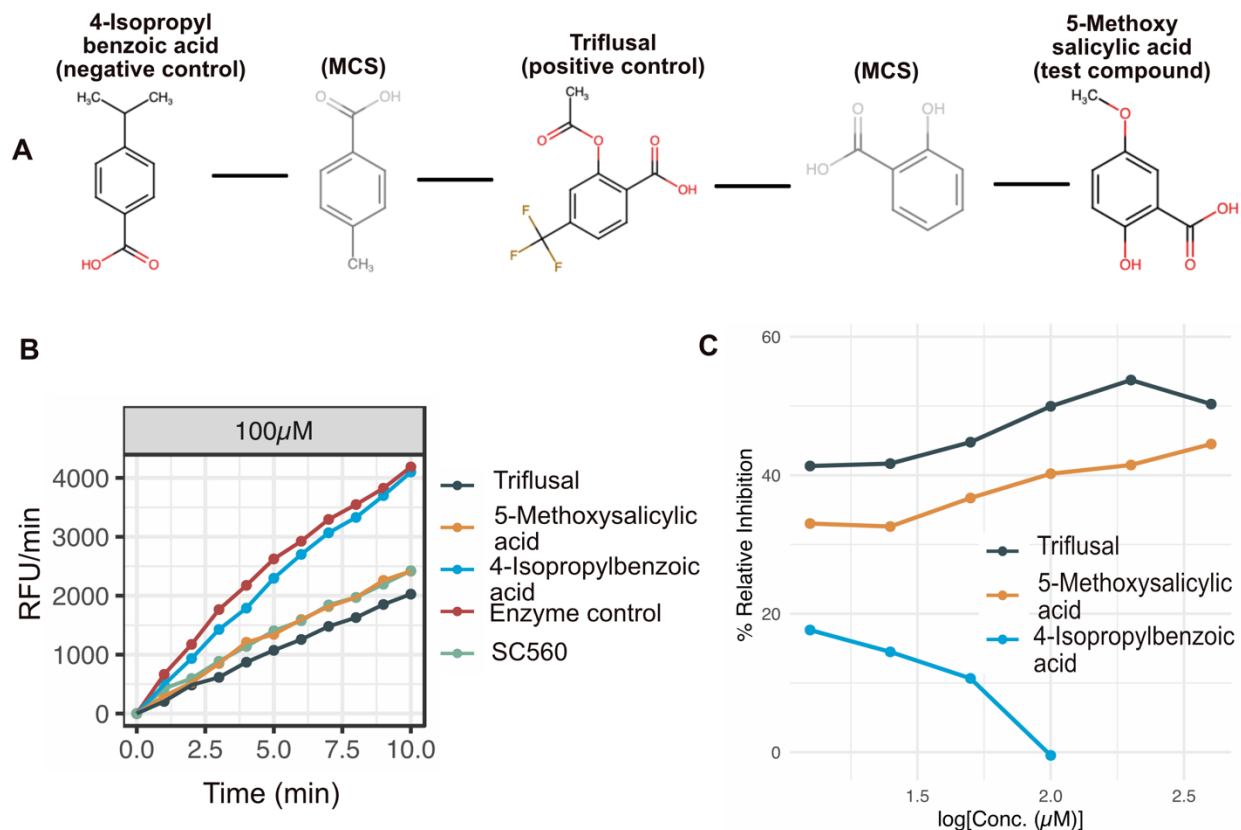 4-Isopropyl
benzoic acid
(negative control)
(MCS)
Triflusal
(positive control)
(MCS)
5-Methoxy
salicylic acid
(test compound)
A
H₃C
CH₃
HO
O
O
OH
CH₃
CH₃
O
O
O
OH
F
F
F
O
OH
HO
H₃C
O
OH
OH
O
B
100µM
RFU/min
4000
3000
2000
1000
0
0.0
2.5
5.0
7.5
10.0
Time (min)
Triflusal
5-Methoxysalicylic
acid
4-Isopropylbenzoic
acid
Enzyme control
SC560
C
% Relative Inhibition
60
40
20
0
1.5
2.0
2.5
log[Conc. (µM)]
Triflusal
5-Methoxysalicylic
acid
4-Isopropylbenzoic
acid